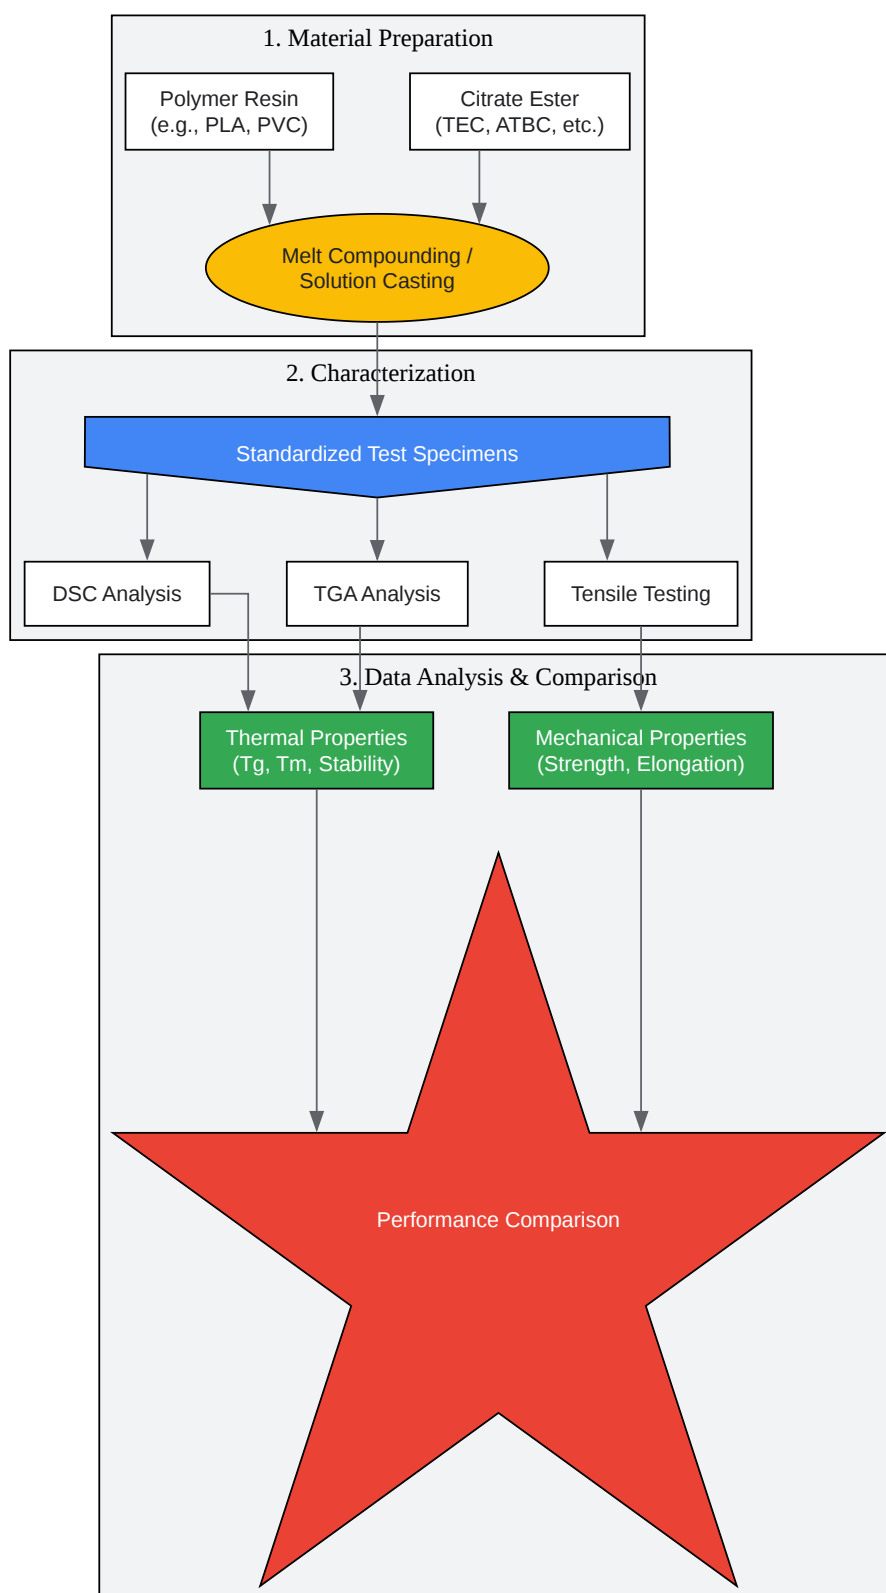 1. Material Preparation
Polymer Resin
(e.g., PLA, PVC)
Citrate Ester
(TEC, ATBC, etc.)
Melt Compounding /
Solution Casting
2. Characterization
Standardized Test Specimens
DSC Analysis
TGA Analysis
Tensile Testing
3. Data Analysis & Comparison
Thermal Properties
(Tg, Tm, Stability)
Mechanical Properties
(Strength, Elongation)
Performance Comparison